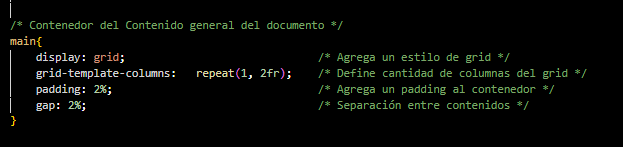 /* Contenedor del Contenido general del documento */
main{
display: grid; /* Agrega un estilo de grid */
grid-template-columns: repeat(1, 2fr); /* Define cantidad de columnas del grid */
padding: 2%; /* Agrega un padding al contenedor */
gap: 2%; /* Separación entre contenidos */
}